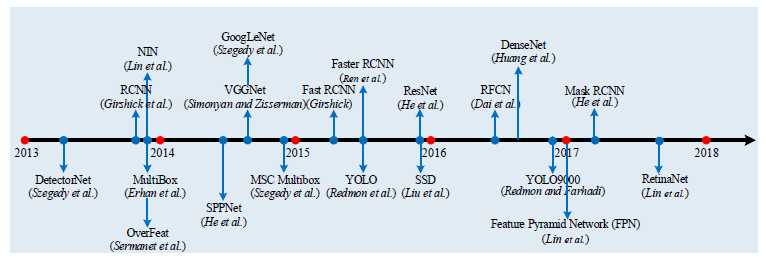 GoogLeNet
(Szegedy et al.)
DenseNet
(Huang et al.)
NIN
(Lin et al.)
Faster RCNN
(Ren et al.)
RCNN
(Girshick et al.)
VGGNet
(Simonyan and Zisserman)
Fast RCNN
(Girshick)
ResNet
(He et al.)
RFCN
(Dai et al.)
Mask RCNN
(He et al.)
2013
2014
2015
2016
2017
2018
DetectorNet
(Szegedy et al.)
MultiBox
(Erhan et al.)
MSC Multibox
(Szegedy et al.)
YOLO
(Redmon et al.)
SSD
(Liu et al.)
YOLO9000
(Redmon and Farhadi)
RetinaNet
(Lin et al.)
SPPNet
(He et al.)
OverFeat
(Sermanet et al.)
Feature Pyramid Network (FPN)
(Lin et al.)